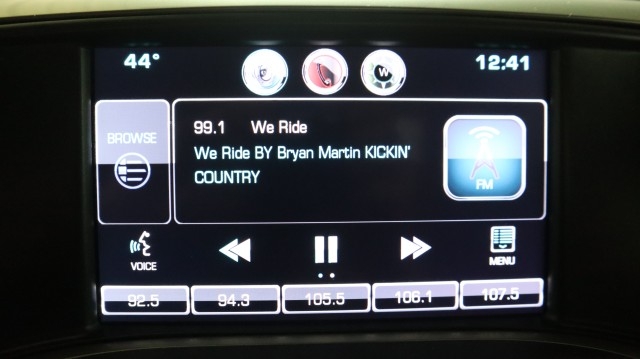 44°
W
12:41
BROWSE
99.1 We Ride
We Ride BY Bryan Martin KICKIN'
COUNTRY
FM
VOICE
MENU
92.5 94.3 105.5 106.1 107.5